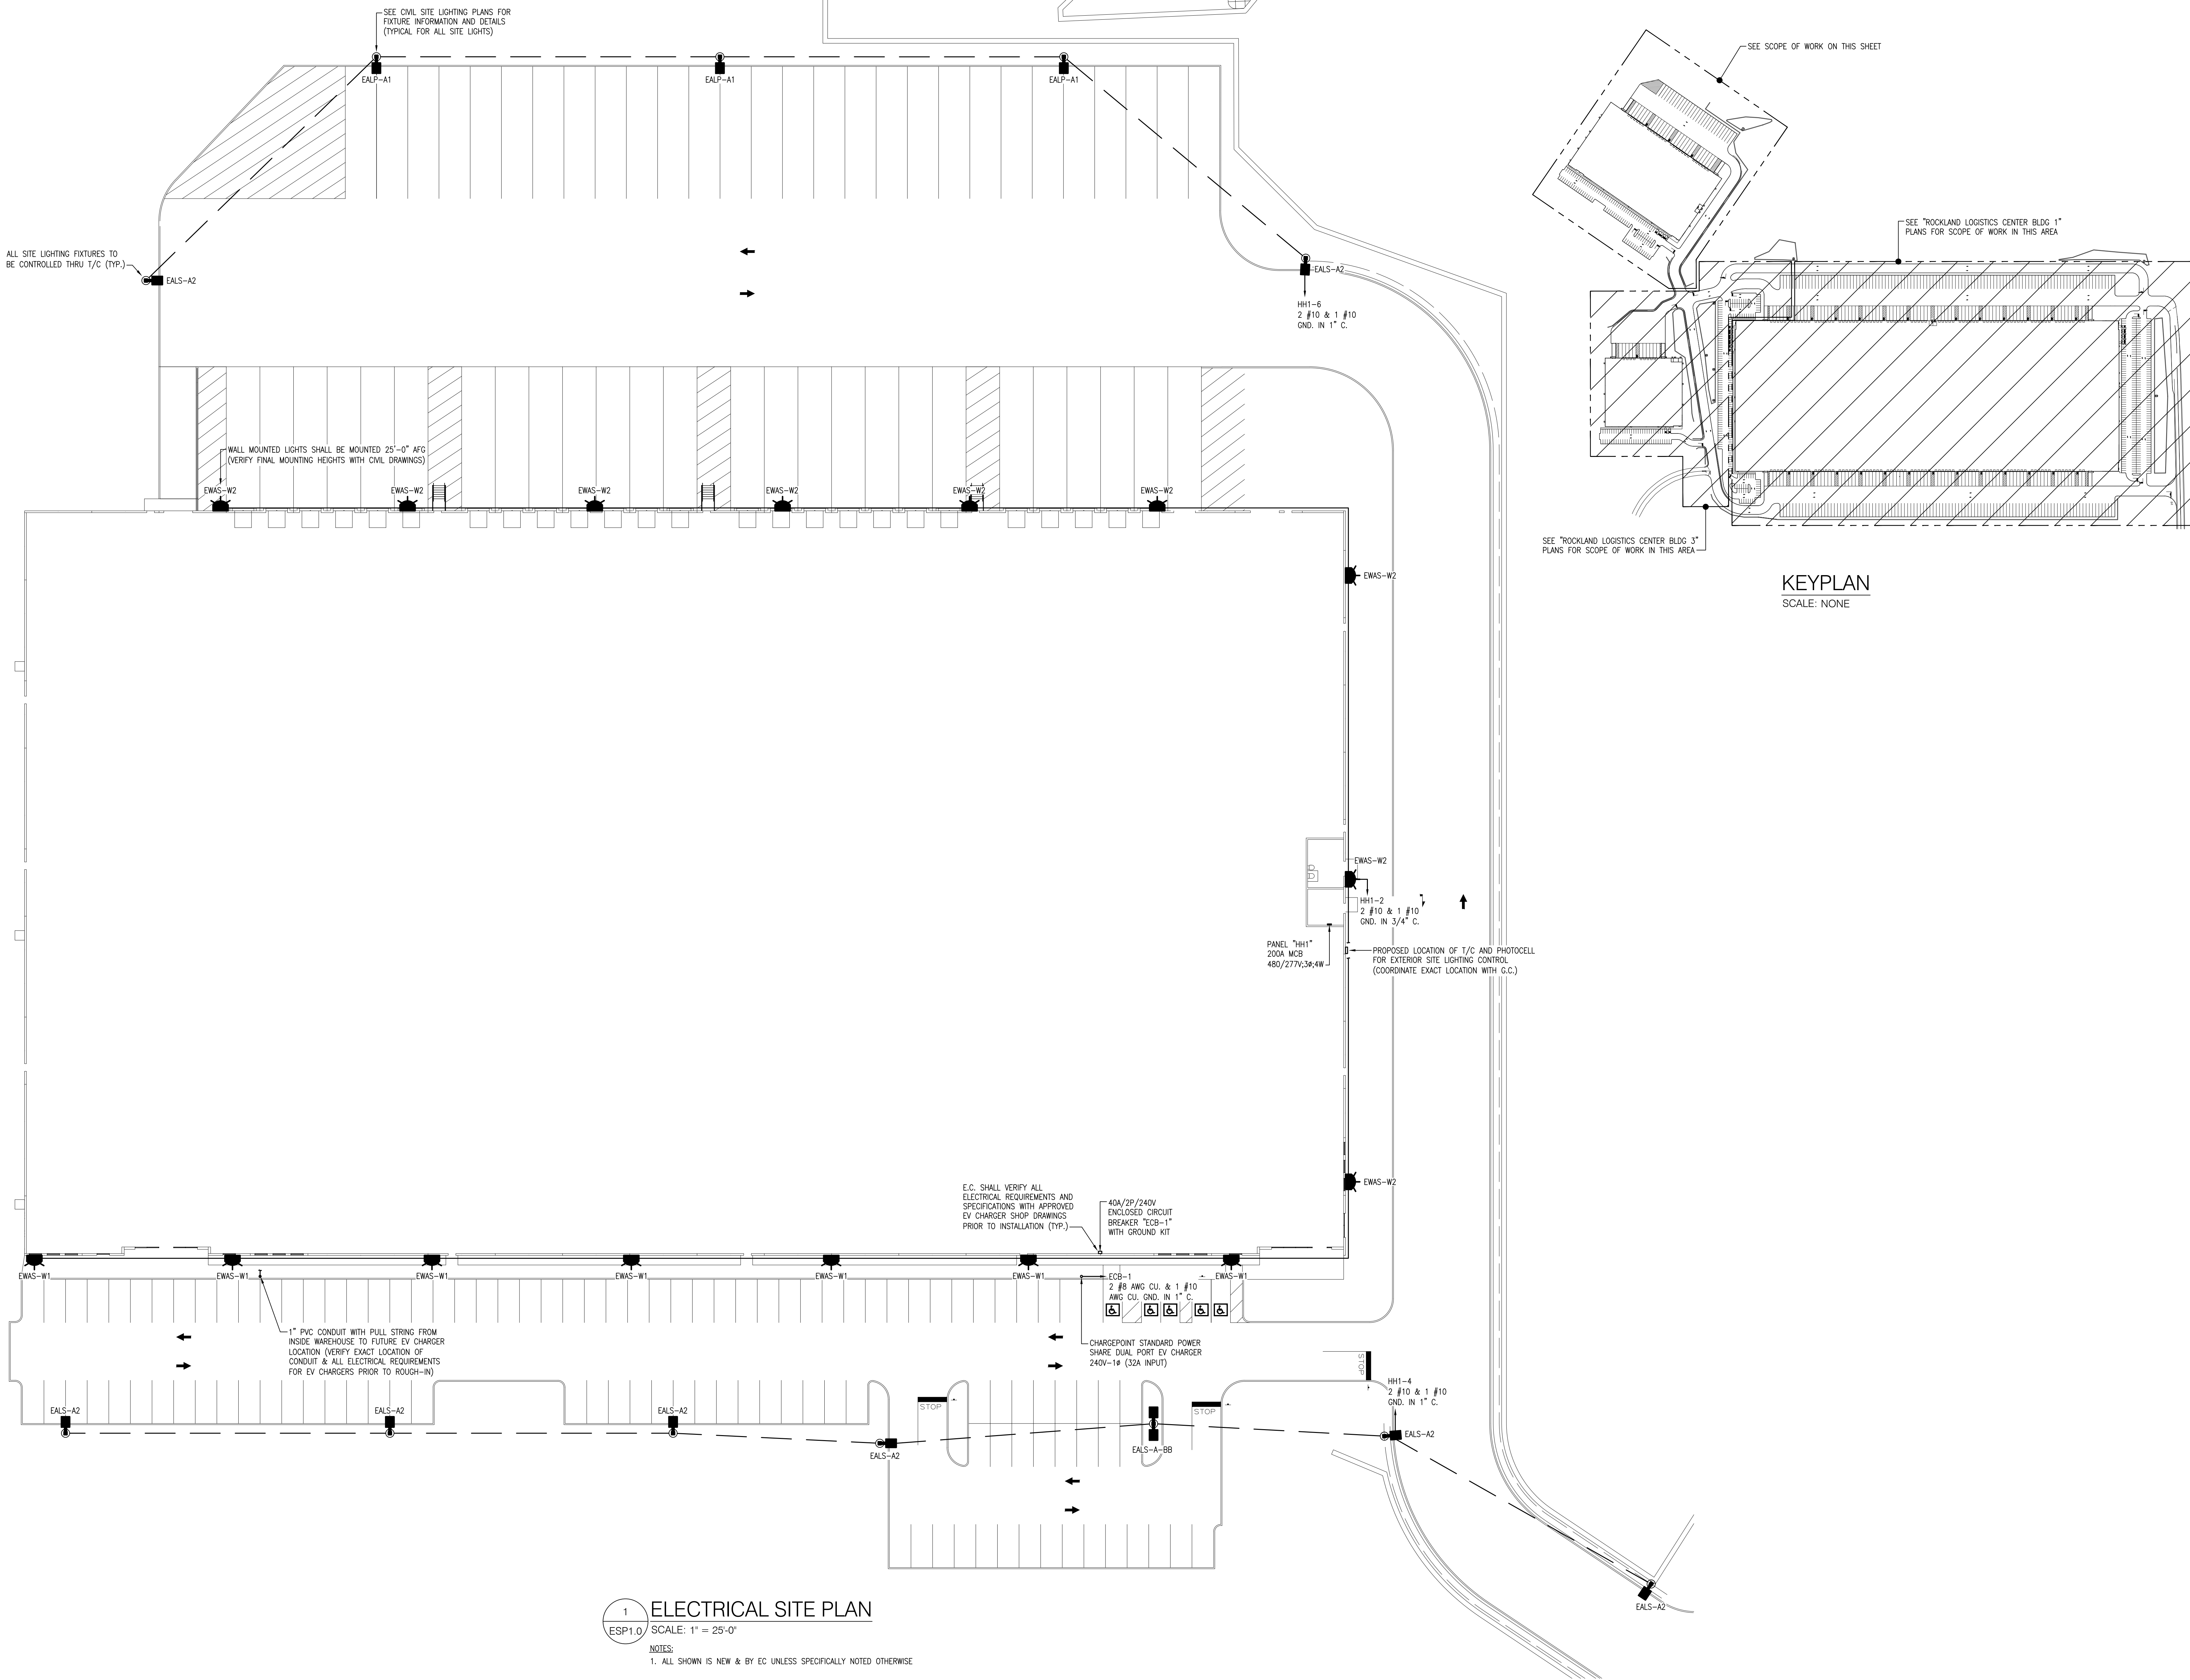 SEE CIVIL SITE LIGHTING PLANS FOR
FIXTURE INFORMATION AND DETAILS
(TYPICAL FOR ALL SITE LIGHTS)
EALP-A1
EALP-A1
EALP-A1
SEE SCOPE OF WORK ON THIS SHEET
SEE "ROCKLAND LOGISTICS CENTER BLDG 1"
PLANS FOR SCOPE OF WORK IN THIS AREA
ALL SITE LIGHTING FIXTURES TO
BE CONTROLLED THRU T/C (TYP.)
EALS-A2
EALS-A2
HH1-6
2 #10 & 1 #10
GND. IN 1" C.
WALL MOUNTED LIGHTS SHALL BE MOUNTED 25'-0" AFG
(VERIFY FINAL MOUNTING HEIGHTS WITH CIVIL DRAWINGS)
EWAS-W2
EWAS-W2
EWAS-W2
EWAS-W2
EWAS-W2
EWAS-W2
SEE "ROCKLAND LOGISTICS CENTER BLDG 3"
PLANS FOR SCOPE OF WORK IN THIS AREA
KEYPLAN
SCALE: NONE
EWAS-W2
EWAS-W2
HH1-2
2 #10 & 1 #10
GND. IN 3/4" C.
PANEL "HH1"
200A MCB
480/277V;3ø;4W
PROPOSED LOCATION OF T/C AND PHOTOCELL
FOR EXTERIOR SITE LIGHTING CONTROL
(COORDINATE EXACT LOCATION WITH G.C.)
EWAS-W2
E.C. SHALL VERIFY ALL
ELECTRICAL REQUIREMENTS AND
SPECIFICATIONS WITH APPROVED
EV CHARGER SHOP DRAWINGS
PRIOR TO INSTALLATION (TYP.)
40A/2P/240V
ENCLOSED CIRCUIT
BREAKER "ECB-1"
WITH GROUND KIT
EWAS-W1
EWAS-W1
EWAS-W1
EWAS-W1
EWAS-W1
EWAS-W1
EWAS-W1
ECB-1
2 #8 AWG CU. & 1 #10
AWG CU. GND. IN 1" C.
1" PVC CONDUIT WITH PULL STRING FROM
INSIDE WAREHOUSE TO FUTURE EV CHARGER
LOCATION (VERIFY EXACT LOCATION OF
CONDUIT & ALL ELECTRICAL REQUIREMENTS
FOR EV CHARGERS PRIOR TO ROUGH-IN)
CHARGEPOINT STANDARD POWER
SHARE DUAL PORT EV CHARGER
240V-1ø (32A INPUT)
STOP
HH1-4
2 #10 & 1 #10
GND. IN 1" C.
EALS-A2
EALS-A2
EALS-A2
STOP
STOP
EALS-A2
EALS-A2
EALS-A-BB
EALS-A2
1
ESP1.0
ELECTRICAL SITE PLAN
SCALE: 1" = 25'-0"
NOTES:
1. ALL SHOWN IS NEW & BY EC UNLESS SPECIFICALLY NOTED OTHERWISE